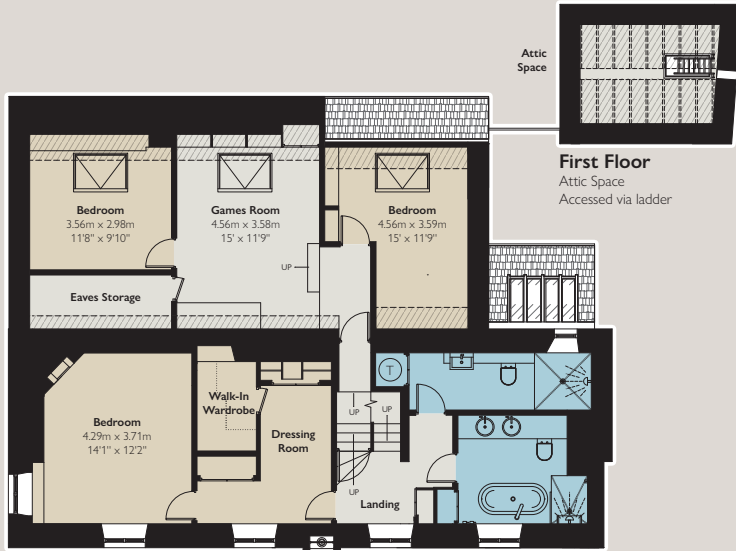 Attic
Space
First Floor
Attic Space
Accessed via ladder
Bedroom
3.56m x 2.98m
11'8" x 9'10"
Games Room
4.56m x 3.58m
15' x 11'9"
Bedroom
4.56m x 3.59m
15' x 11'9"
UP
Eaves Storage
T
Walk-In
Wardrobe
Bedroom
4.29m x 3.71m
14'1" x 12'2"
Dressing
Room
UP
UP
UP
Landing